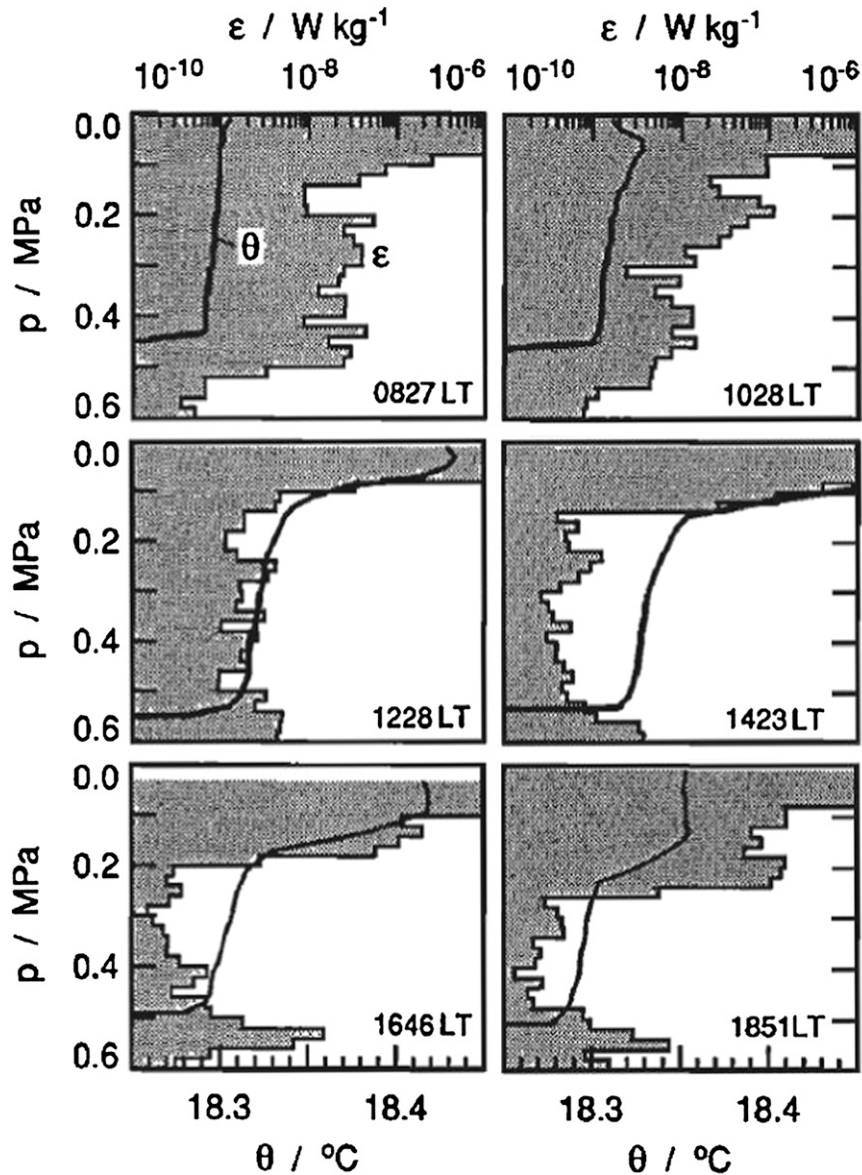 ε / W kg⁻¹ ε / W kg⁻¹
10⁻¹⁰ 10⁻⁸ 10⁻⁶ 10⁻¹⁰ 10⁻⁸ 10⁻⁶
0.0
0.2
0.4
0.6
p / MPa
θ
ε
0827 LT
1028 LT
0.0
0.2
0.4
0.6
p / MPa
1228 LT
1423 LT
0.0
0.2
0.4
0.6
p / MPa
1646 LT
1851 LT
18.3 18.4 18.3 18.4
θ / ºC θ / ºC